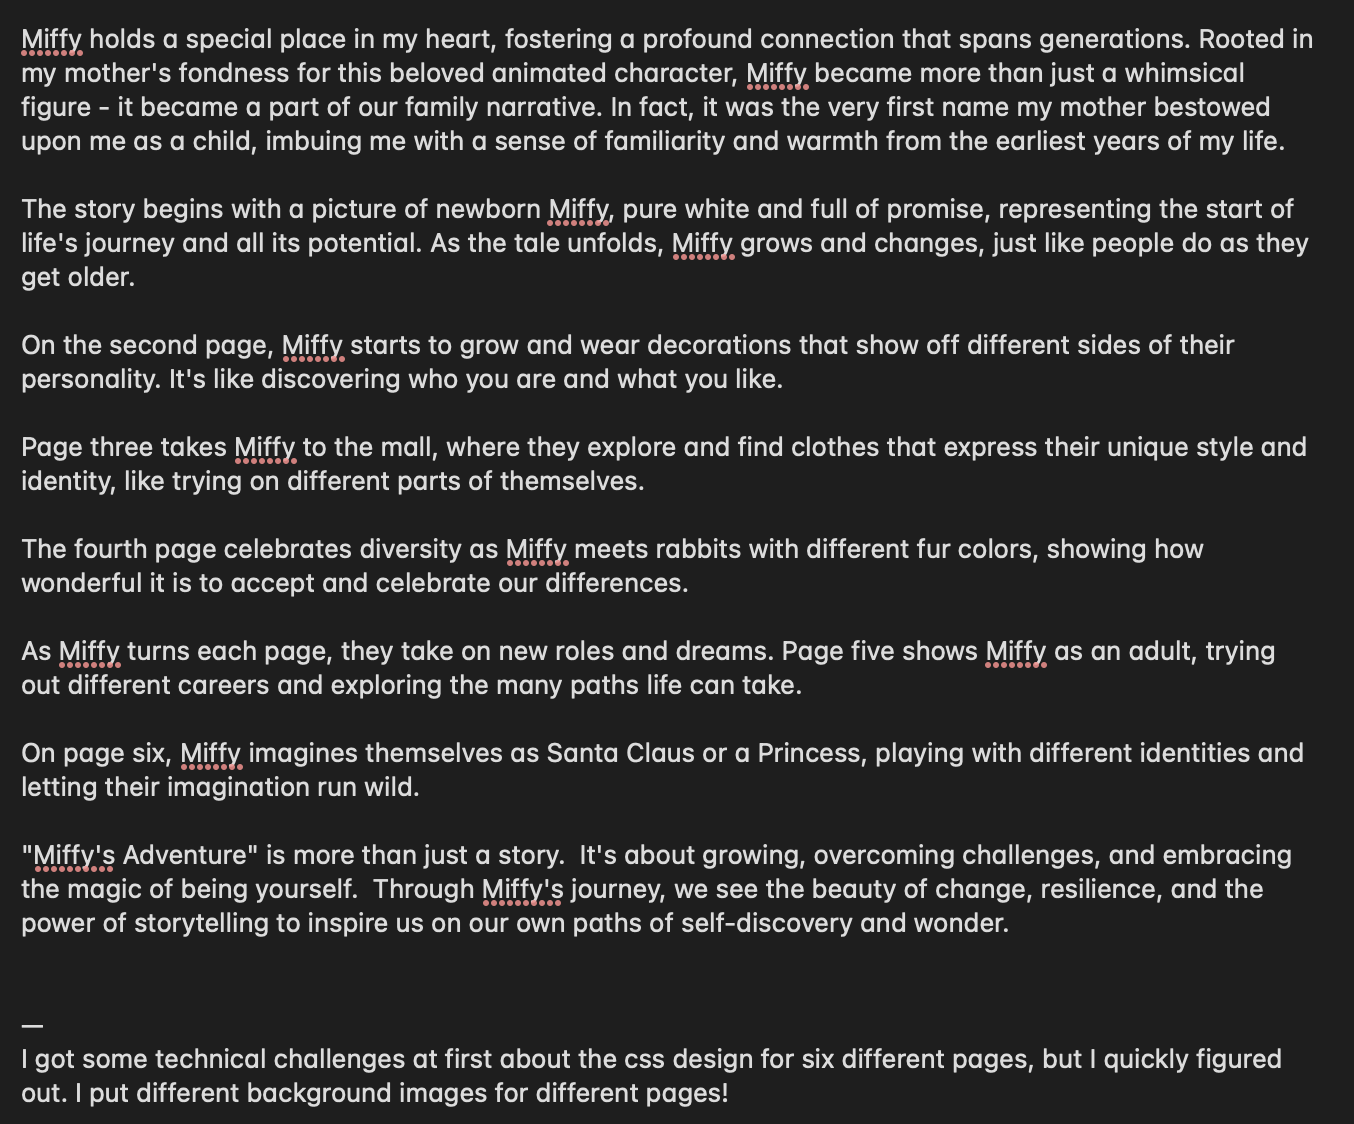 Miffy holds a special place in my heart, fostering a profound connection that spans generations. Rooted in
my mother's fondness for this beloved animated character, Miffy became more than just a whimsical
figure - it became a part of our family narrative. In fact, it was the very first name my mother bestowed
upon me as a child, imbuing me with a sense of familiarity and warmth from the earliest years of my life.
The story begins with a picture of newborn Miffy, pure white and full of promise, representing the start of
life's journey and all its potential. As the tale unfolds, Miffy grows and changes, just like people do as they
get older.
On the second page, Miffy starts to grow and wear decorations that show off different sides of their
personality. It's like discovering who you are and what you like.
Page three takes Miffy to the mall, where they explore and find clothes that express their unique style and
identity, like trying on different parts of themselves.
The fourth page celebrates diversity as Miffy meets rabbits with different fur colors, showing how
wonderful it is to accept and celebrate our differences.
As Miffy turns each page, they take on new roles and dreams. Page five shows Miffy as an adult, trying
out different careers and exploring the many paths life can take.
On page six, Miffy imagines themselves as Santa Claus or a Princess, playing with different identities and
letting their imagination run wild.
"Miffy's Adventure" is more than just a story.  It's about growing, overcoming challenges, and embracing
the magic of being yourself.  Through Miffy's journey, we see the beauty of change, resilience, and the
power of storytelling to inspire us on our own paths of self-discovery and wonder.
—
I got some technical challenges at first about the css design for six different pages, but I quickly figured
out. I put different background images for different pages!